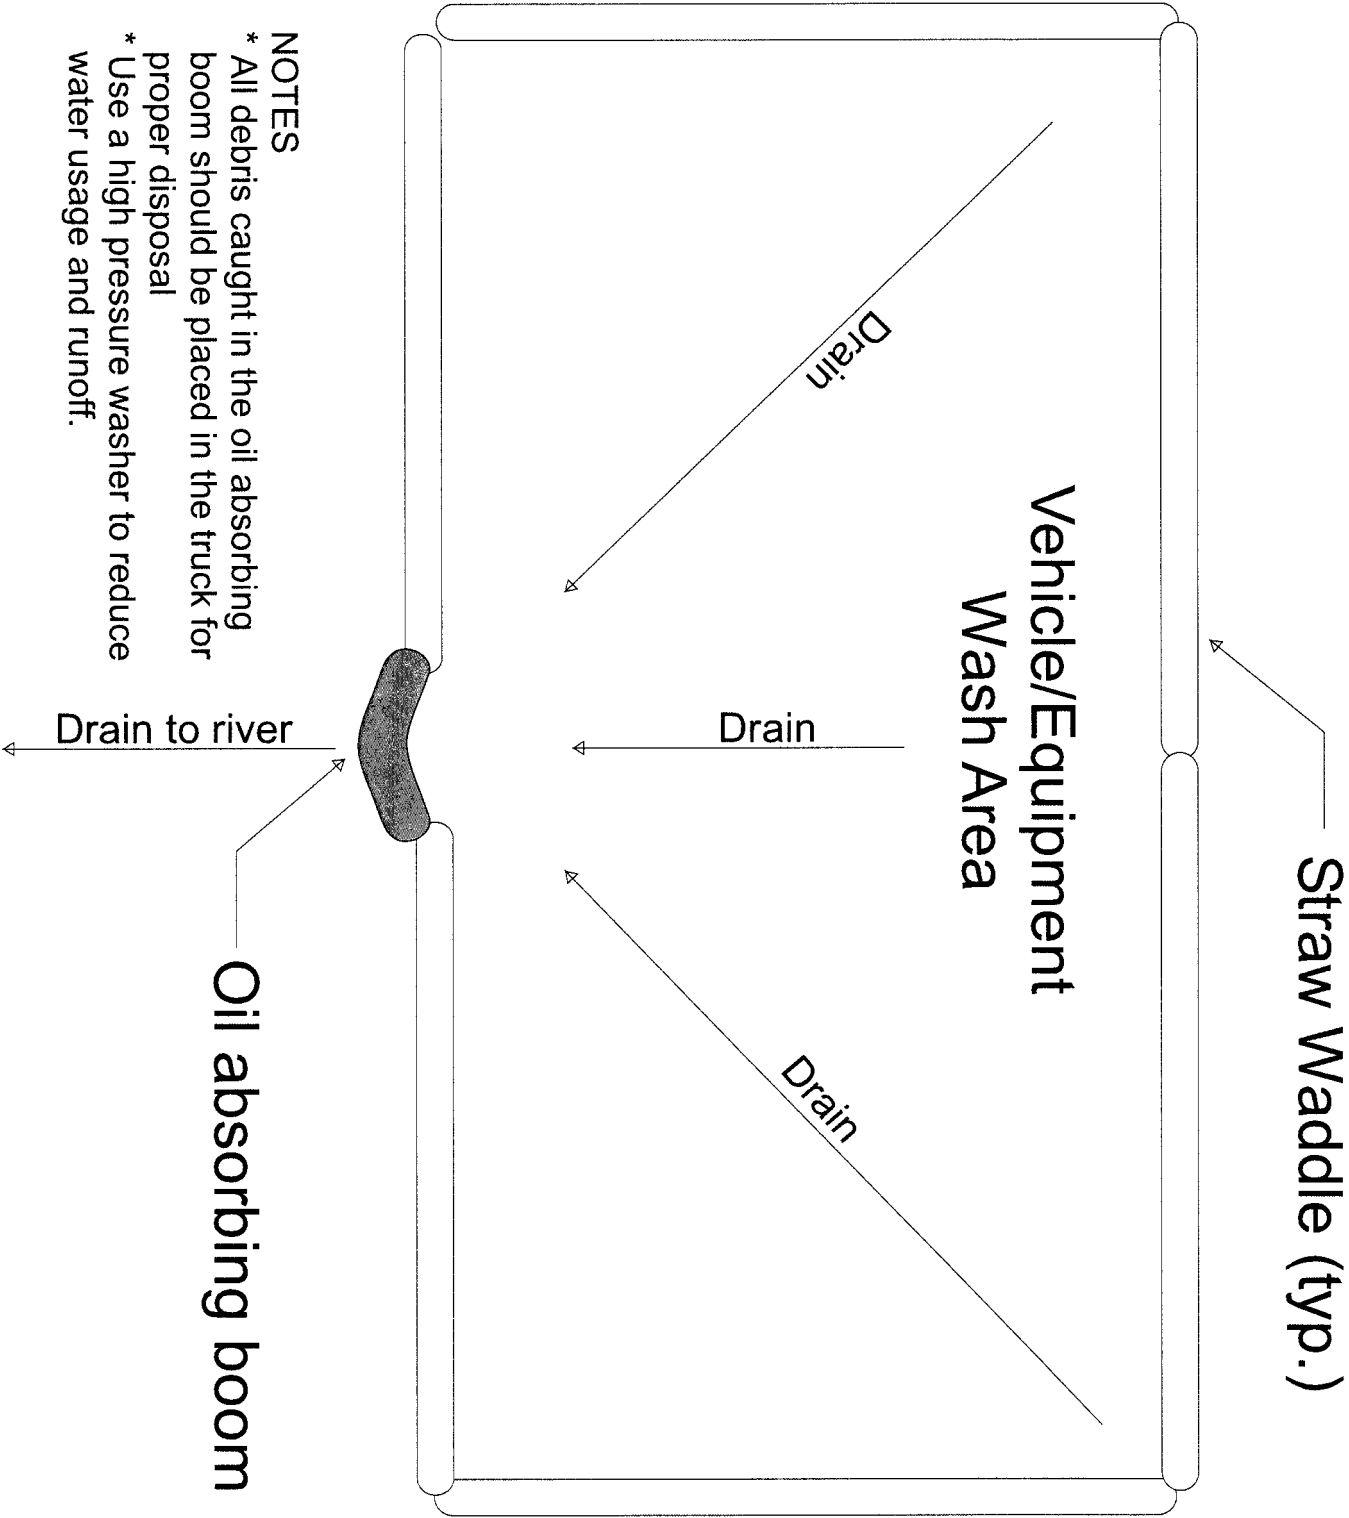 Straw Waddle (typ.)
Vehicle/Equipment
Wash Area
Drain
Drain
Drain
Drain to river
Oil absorbing boom
NOTES
* All debris caught in the oil absorbing
boom should be placed in the truck for
proper disposal
* Use a high pressure washer to reduce
water usage and runoff.